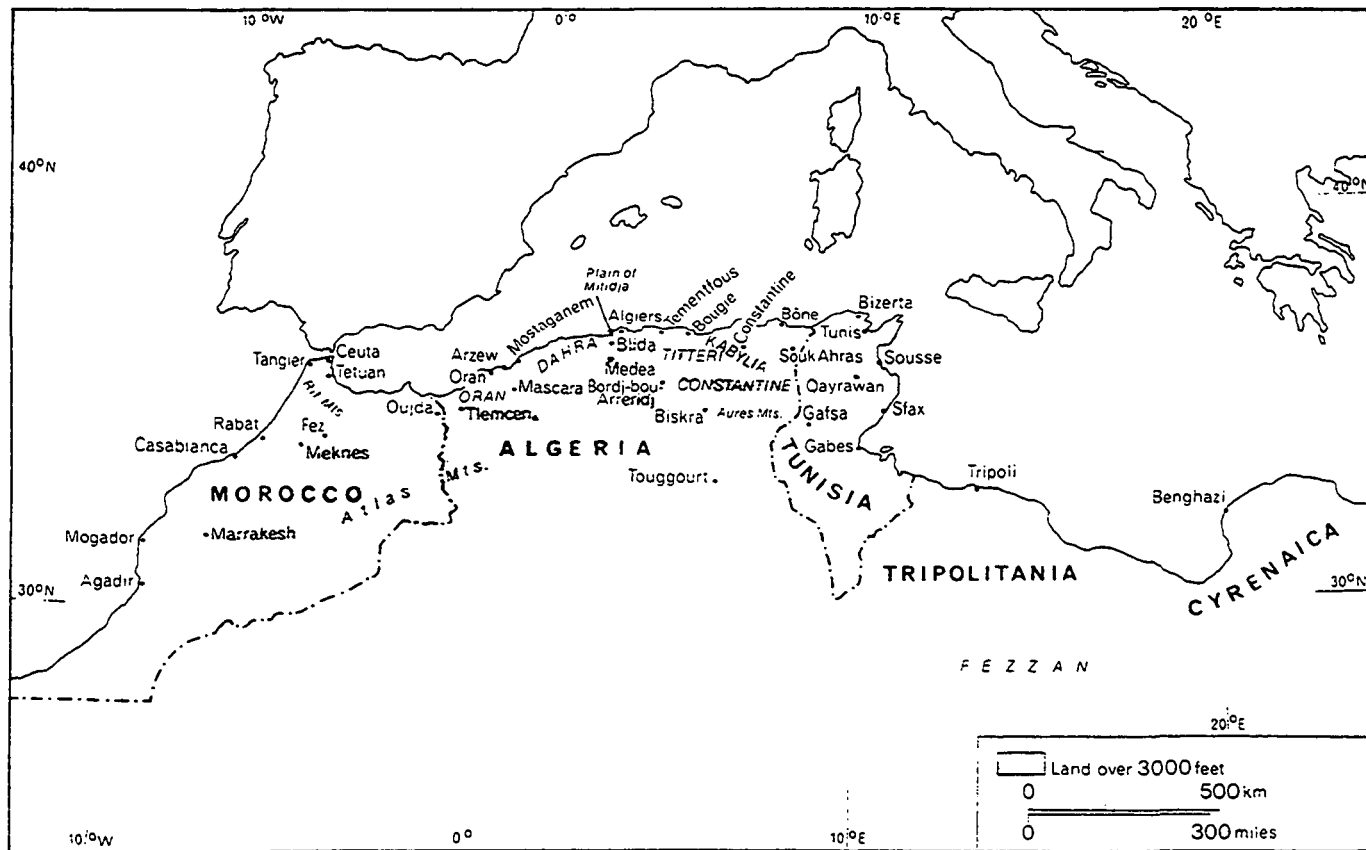 10°W 0° 10°E 20°E
40°N
40°N
Plain of
Mitidja
Algiers
Tementfous
Bougie
Constantine
Bône
Bizerta
Mostaganem
Tunis
Ceuta
Tangier
Tetuan
Rif Mts.
Arzew
DAHRA
Blida
TITTERI
KABYLIA
Souk Ahras
Sousse
Oran
Medea
ORAN
Mascara
Bordj-bou
Arreridj
CONSTANTINE
Qayrawan
Oujda
Tlemcen
Biskra
Aures Mts.
Gafsa
Sfax
Rabat
Fez
Meknes
Casablanca
ALGERIA
Gabes
MOROCCO
Atlas Mts.
Touggourt
TUNISIA
Tripoli
Benghazi
Mogador
Marrakesh
Agadir
30°N
TRIPOLITANIA
CYRENAICA
30°N
FEZZAN
20°E
Land over 3000 feet
0 500 km
0 300 miles
10°W 0° 10°E